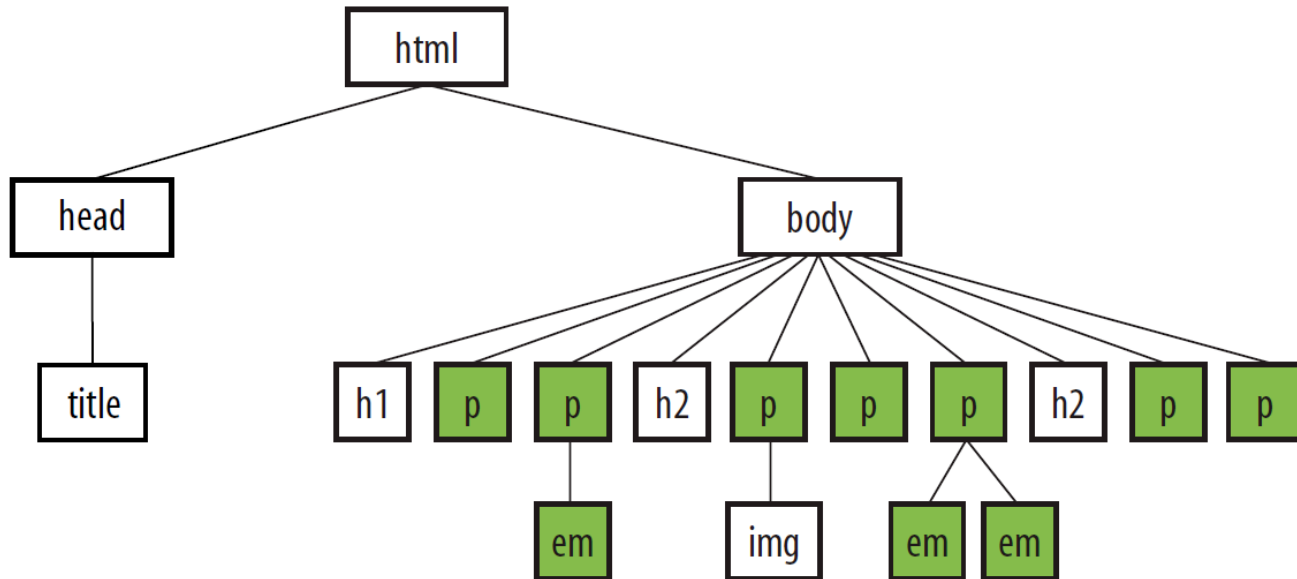 html
head
body
title
h1 p p h2 p p p h2 p p
em img em em